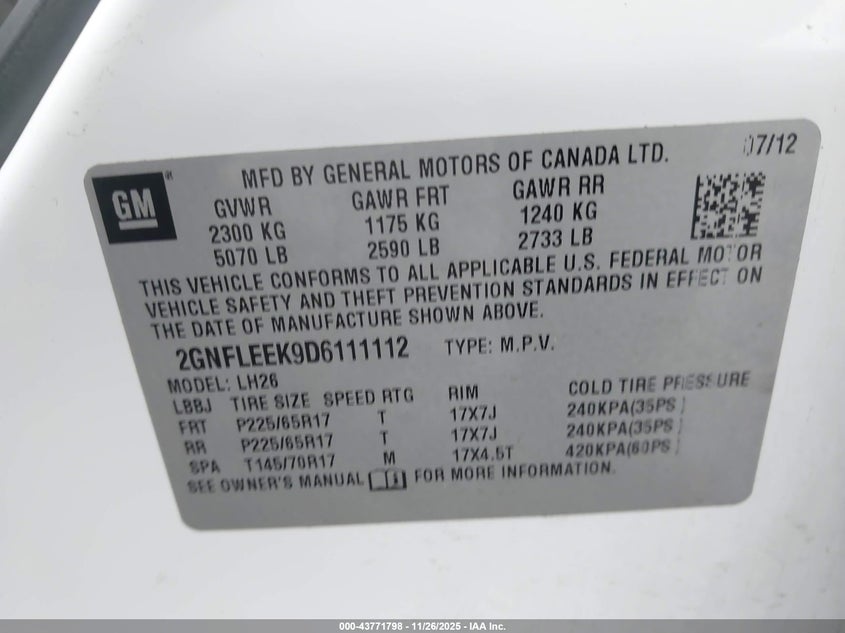 GM
MFD BY GENERAL MOTORS OF CANADA LTD. 07/12
GVWR GAWR FRT GAWR RR
2300 KG 1175 KG 1240 KG
5070 LB 2590 LB 2733 LB
THIS VEHICLE CONFORMS TO ALL APPLICABLE U.S. FEDERAL MOTOR
VEHICLE SAFETY AND THEFT PREVENTION STANDARDS IN EFFECT ON
THE DATE OF MANUFACTURE SHOWN ABOVE.
2GNFLEEK9D6111112 TYPE: M.P.V.
MODEL: LH26
LBBJ TIRE SIZE SPEED RTG RIM COLD TIRE PRESSURE
FRT P225/65R17 T 17X7J 240KPA(35PS
RR P225/65R17 T 17X7J 240KPA(35PS
SPA T145/70R17 M 17X4.5T 420KPA(60PS
SEE OWNER'S MANUAL FOR MORE INFORMATION.
000-43771798 - 11/26/2025 - IAA Inc.